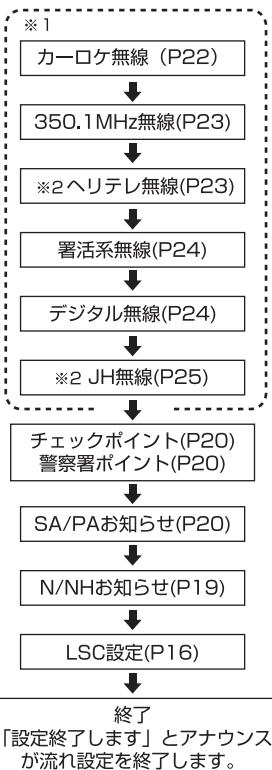 ※1
カーロケ無線（P22）
350.1MHz無線(P23)
※2ヘリテレ無線(P23)
署活系無線(P24)
デジタル無線(P24)
※2 JH無線(P25)
チェックポイント(P20)
警察署ポイント(P20)
SA/PAお知らせ(P20)
N/NHお知らせ(P19)
LSC設定(P16)
終了
「設定終了します」とアナウンス
が流れ設定を終了します。